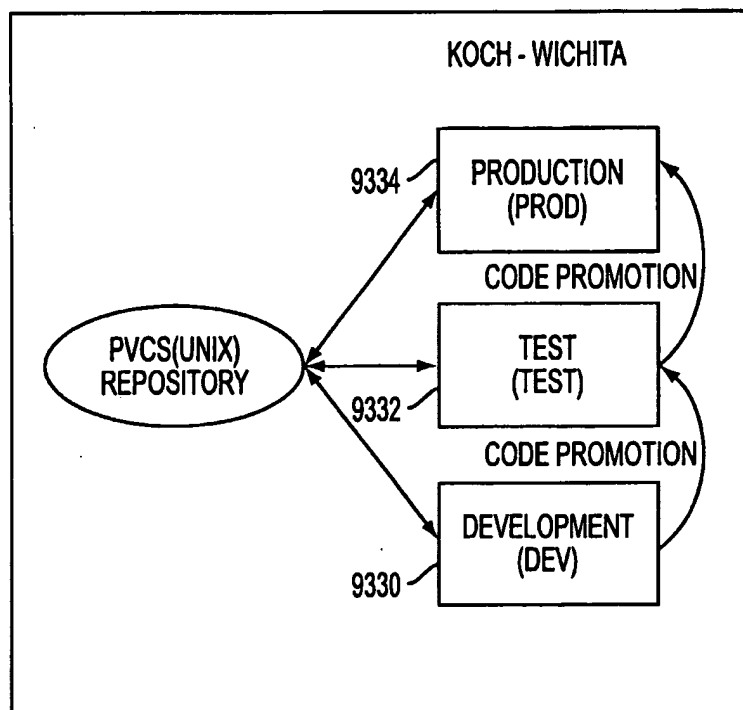 KOCH - WICHITA
9334
PRODUCTION
(PROD)
CODE PROMOTION
PVCS(UNIX)
REPOSITORY
TEST
(TEST)
9332
CODE PROMOTION
DEVELOPMENT
(DEV)
9330